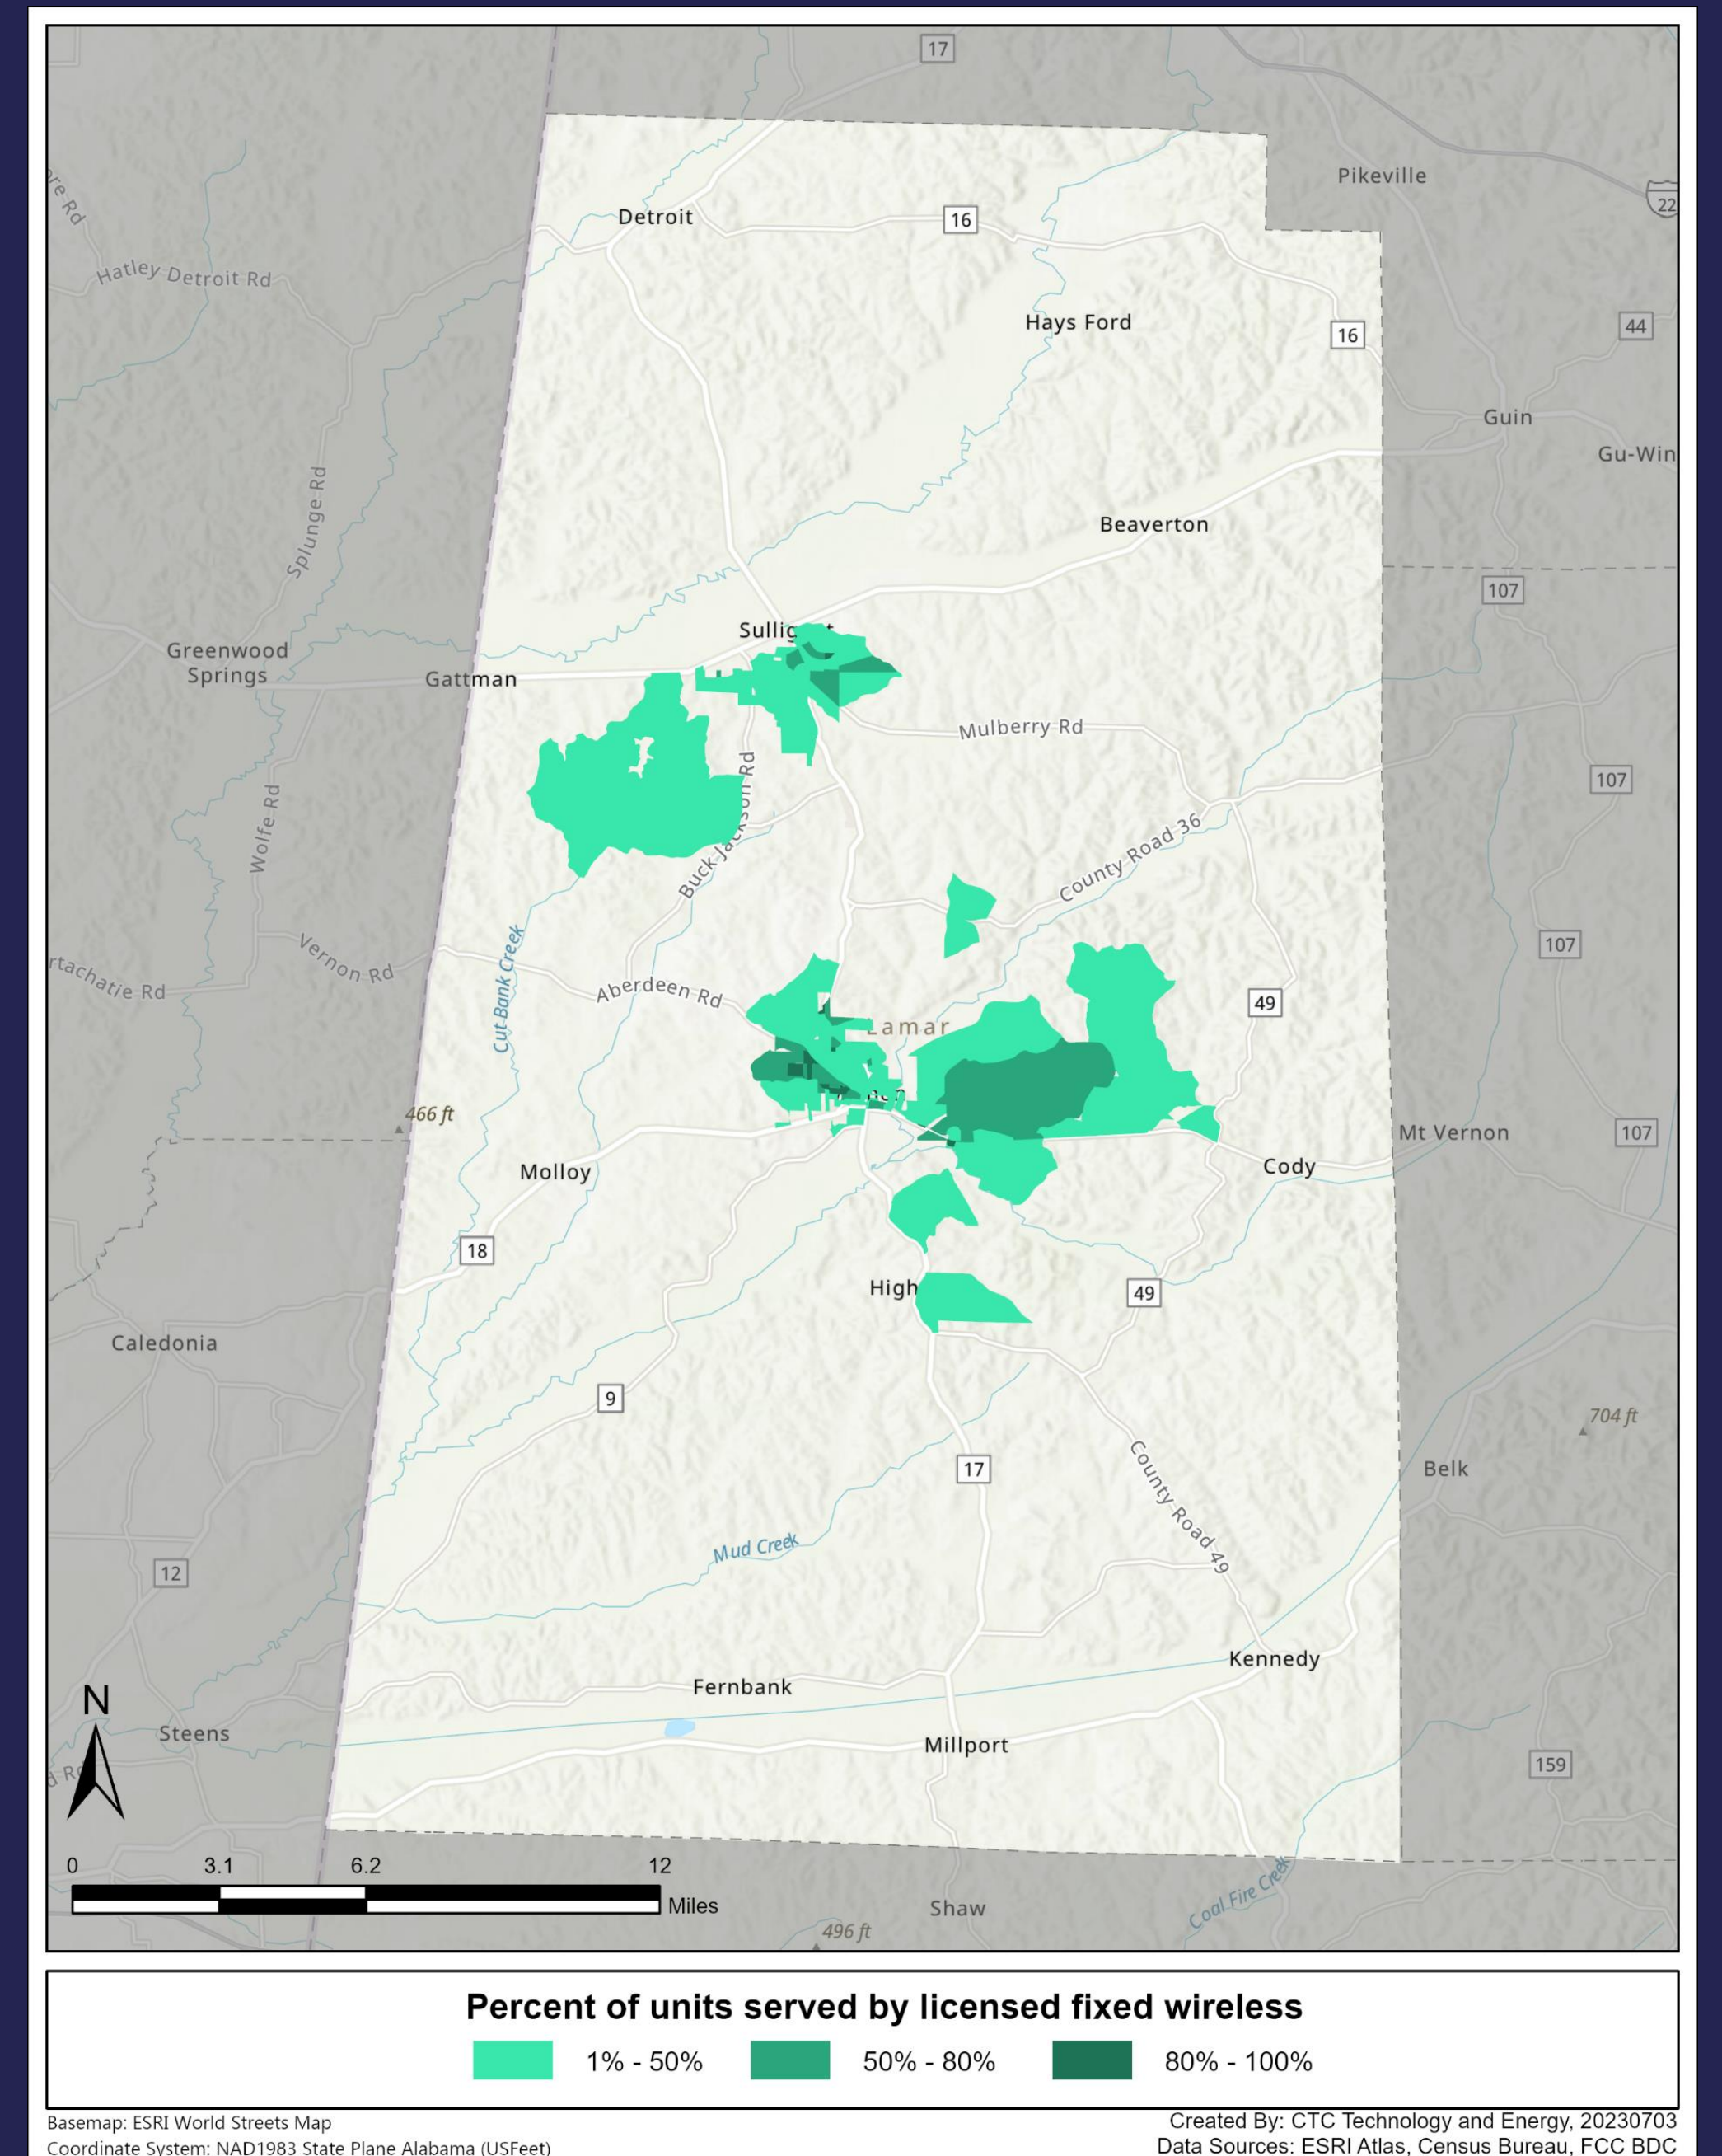 17
Pikeville
22
ore Rd
Detroit
16
Hatley Detroit Rd
Hays Ford
44
16
Guin
Gu-Win
Splunge Rd
Beaverton
107
Sullig t
Greenwood
Springs
Gattman
Mulberry Rd
107
Wolfe Rd
Buck Jackson Rd
County Road 36
Cut Bank Creek
Vernon Rd
107
rtachatie Rd
Aberdeen Rd
49
Lamar
466 ft
Mt Vernon
107
Molloy
Cody
18
High
49
Caledonia
9
704 ft
County Road 49
17
Belk
Mud Creek
12
Kennedy
Fernbank
N
Steens
Millport
d Rd
159
0 3.1 6.2 12
Miles
Shaw
Coal Fire Creek
496 ft
Percent of units served by licensed fixed wireless
1% - 50% 50% - 80% 80% - 100%
Basemap: ESRI World Streets Map
Created By: CTC Technology and Energy, 20230703
Coordinate System: NAD1983 State Plane Alabama (USFeet)
Data Sources: ESRI Atlas, Census Bureau, FCC BDC